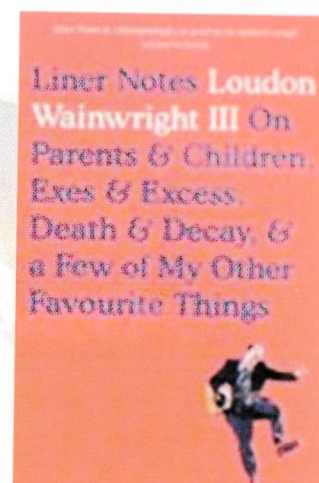 Liner Notes Loudon
Wainwright III On
Parents & Children,
Exes & Excess,
Death & Decay, &
a Few of My Other
Favourite Things